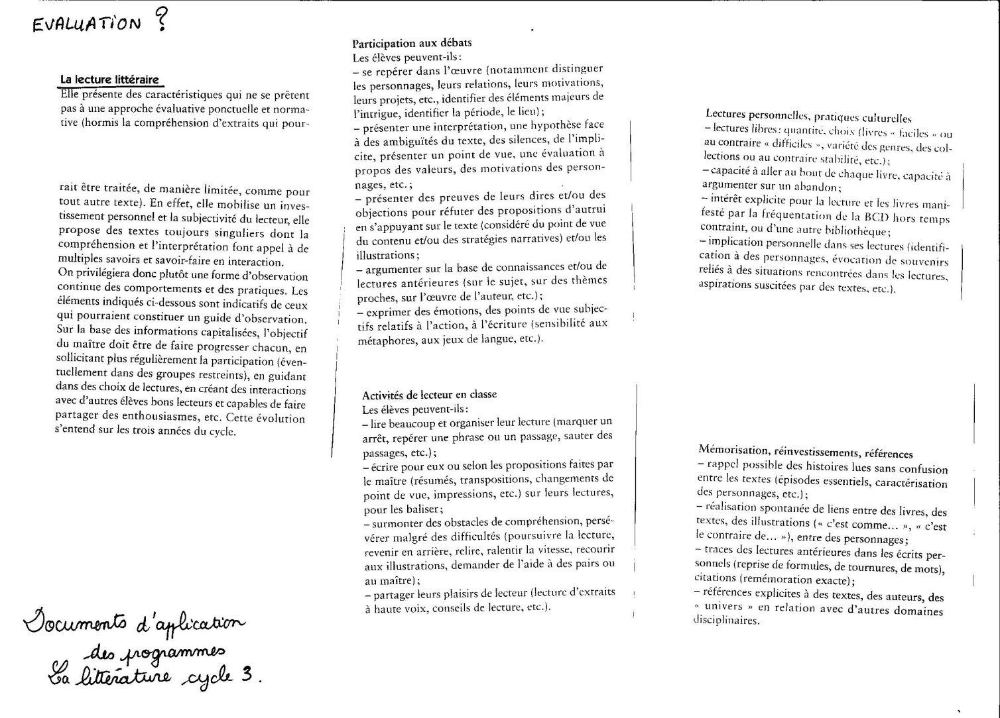 EVALUATION ?
La lecture littéraire
Elle présente des caractéristiques qui ne se prêtent
pas à une approche évaluative ponctuelle et norma-
tive (hormis la compréhension d'extraits qui pour-
rait être traitée, de manière limitée, comme pour
tout autre texte). En effet, elle mobilise un inves-
tissement personnel et la subjectivité du lecteur, elle
propose des textes toujours singuliers dont la
compréhension et l'interprétation font appel à de
multiples savoirs et savoir-faire en interaction.
On privilégiera donc plutôt une forme d'observation
continue des comportements et des pratiques. Les
éléments indiqués ci-dessous sont indicatifs de ceux
qui pourraient constituer un guide d'observation.
Sur la base des informations capitalisées, l'objectif
du maître doit être de faire progresser chacun, en
sollicitant plus régulièrement la participation (éven-
tuellement dans des groupes restreints), en guidant
dans des choix de lectures, en créant des interactions
avec d'autres élèves bons lecteurs et capables de faire
partager des enthousiasmes, etc. Cette évolution
s'entend sur les trois années du cycle.
Documents d'application
des programmes
La littérature cycle 3.
Participation aux débats
Les élèves peuvent-ils :
– se repérer dans l'œuvre (notamment distinguer
les personnages, leurs relations, leurs motivations,
leurs projets, etc., identifier des éléments majeurs de
l'intrigue, identifier la période, le lieu) ;
– présenter une interprétation, une hypothèse face
à des ambiguïtés du texte, des silences, de l'impli-
cite, présenter un point de vue, une évaluation à
propos des valeurs, des motivations des person-
nages, etc. ;
– présenter des preuves de leurs dires et/ou des
objections pour réfuter des propositions d'autrui
en s'appuyant sur le texte (considéré du point de vue
du contenu et/ou des stratégies narratives) et/ou les
illustrations ;
– argumenter sur la base de connaissances et/ou de
lectures antérieures (sur le sujet, sur des thèmes
proches, sur l'œuvre de l'auteur, etc.) ;
– exprimer des émotions, des points de vue subjec-
tifs relatifs à l'action, à l'écriture (sensibilité aux
métaphores, aux jeux de langue, etc.).
Activités de lecteur en classe
Les élèves peuvent-ils :
– lire beaucoup et organiser leur lecture (marquer un
arrêt, repérer une phrase ou un passage, sauter des
passages, etc.) ;
– écrire pour eux ou selon les propositions faites par
le maître (résumés, transpositions, changements de
point de vue, impressions, etc.) sur leurs lectures,
pour les baliser ;
– surmonter des obstacles de compréhension, persé-
vérer malgré des difficultés (poursuivre la lecture,
revenir en arrière, relire, ralentir la vitesse, recourir
aux illustrations, demander de l'aide à des pairs ou
au maître) ;
– partager leurs plaisirs de lecteur (lecture d'extraits
à haute voix, conseils de lecture, etc.).
Lectures personnelles, pratiques culturelles
– lectures libres : quantité, choix (livres « faciles » ou
au contraire « difficiles », variété des genres, des col-
lections ou au contraire stabilité, etc.) ;
– capacité à aller au bout de chaque livre, capacité à
argumenter sur un abandon ;
– intérêt explicite pour la lecture et les livres mani-
festé par la fréquentation de la BCD hors temps
contraint, ou d'une autre bibliothèque ;
– implication personnelle dans ses lectures (identifi-
cation à des personnages, évocation de souvenirs
reliés à des situations rencontrées dans les lectures,
aspirations suscitées par des textes, etc.).
Mémorisation, réinvestissements, références
– rappel possible des histoires lues sans confusion
entre les textes (épisodes essentiels, caractérisation
des personnages, etc.) ;
– réalisation spontanée de liens entre des livres, des
textes, des illustrations (« c'est comme... », « c'est
le contraire de... »), entre des personnages ;
– traces des lectures antérieures dans les écrits per-
sonnels (reprise de formules, de tournures, de mots),
citations (remémoration exacte) ;
– références explicites à des textes, des auteurs, des
« univers » en relation avec d'autres domaines
disciplinaires.